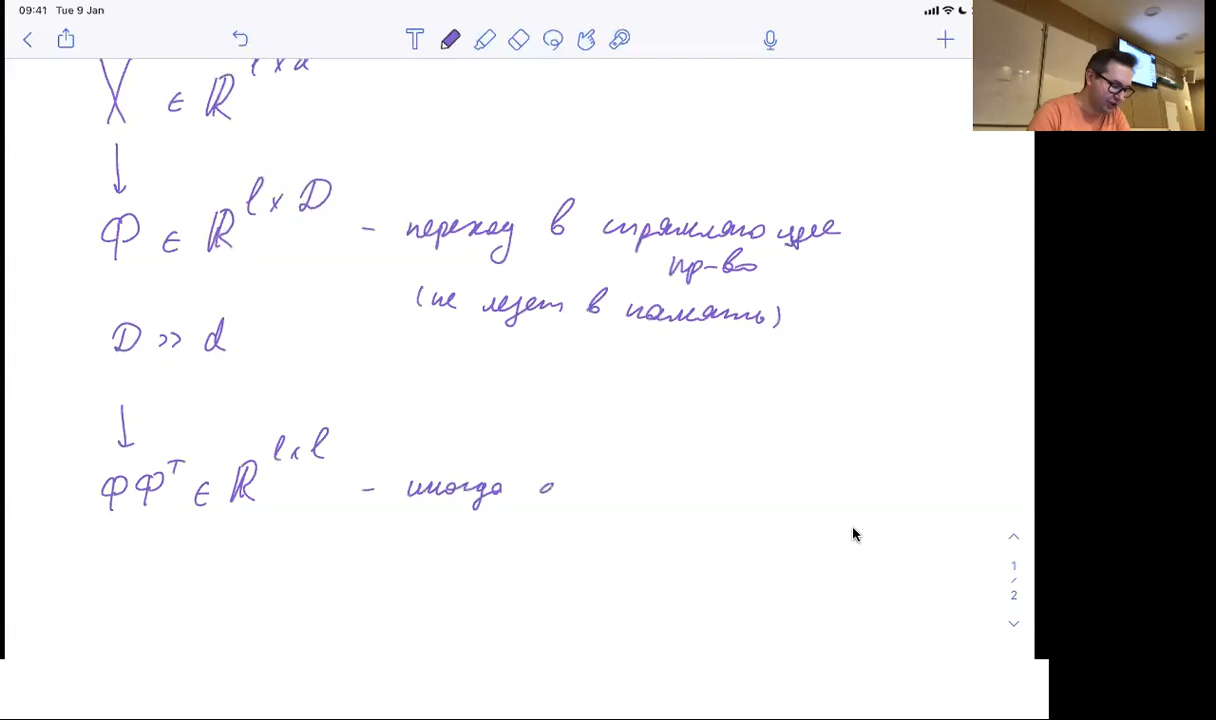 09:41 Tue 9 Jan
X ∈ ℝ^{l × d}
↓
Φ ∈ ℝ^{l × D} – переход в спрямляющее
пр-во
(не лезет в память)
D >> d
↓
ΦΦ^T ∈ ℝ^{l×l} – иногда о
1
/
2